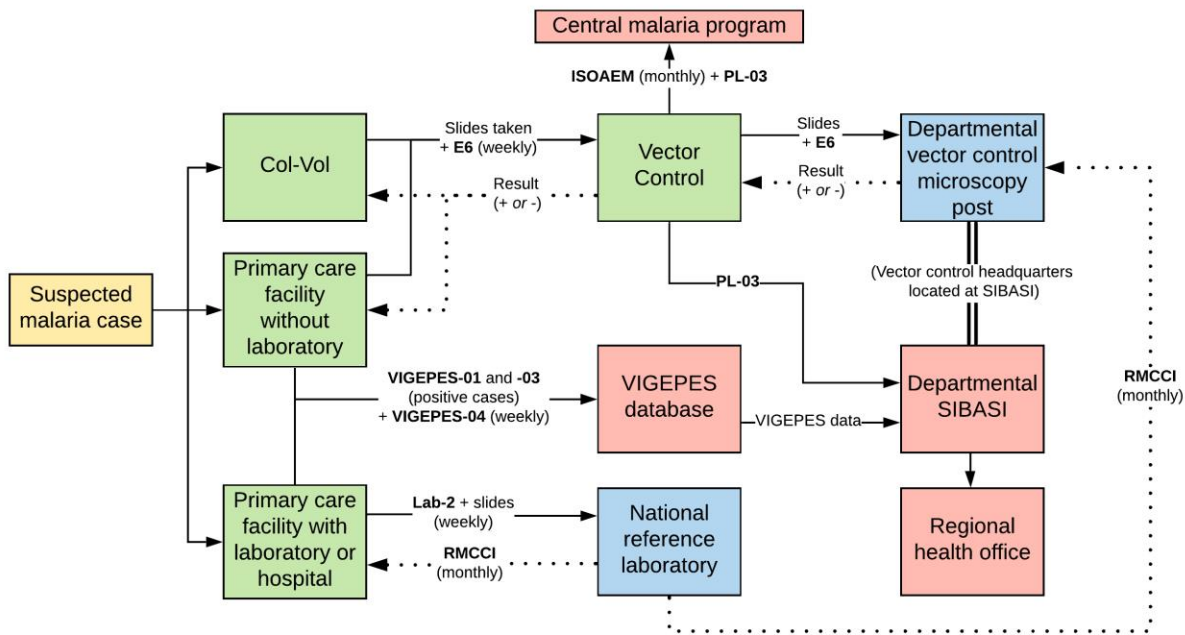 Central malaria program
ISOAEM (monthly) + PL-03
Col-Vol
Slides taken
+ E6 (weekly)
Result
(+ or -)
Vector
Control
Slides
+ E6
Result
(+ or -)
Departmental
vector control
microscopy
post
Suspected
malaria case
Primary care
facility
without
laboratory
PL-03
(Vector control headquarters
located at SIBASI)
VIGEPES-01 and -03
(positive cases)
+ VIGEPES-04 (weekly)
VIGEPES
database
VIGEPES data
Departmental
SIBASI
RMCCI
(monthly)
Primary care
facility with
laboratory or
hospital
Lab-2 + slides
(weekly)
RMCCI
(monthly)
National
reference
laboratory
Regional
health office